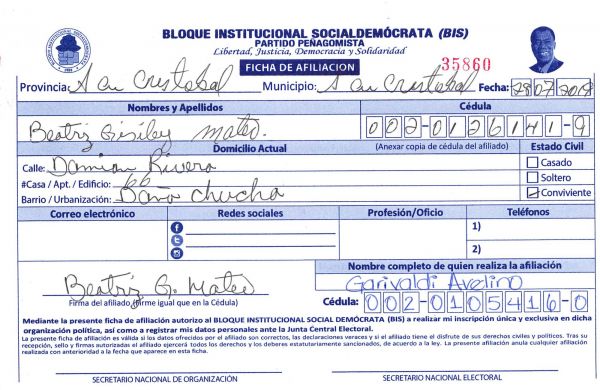 BLOQUE INSTITUCIONAL SOCIALDEMÓCRATA (BIS)
PARTIDO PEÑAGOMISTA
Libertad, Justicia, Democracia y Solidaridad
FICHA DE AFILIACION 35860
Provincia: San Cristobal Municipio: San Cristobal Fecha: 28/07/2019
Nombres y Apellidos Cédula
Beatriz Gisiley Mateo. 002-0126141-9
Domicilio Actual (Anexar copia de cédula del afiliado) Estado Civil
Calle: Damian Rivera Casado
#Casa / Apt. / Edificio: 66 Soltero
Barrio / Urbanización: Doña Chucha Conviviente
Correo electrónico Redes sociales Profesión/Oficio Teléfonos
1)
2)
Nombre completo de quien realiza la afiliación
Beatriz G. Mateo Garivaldi Avelino
Firma del afiliado (firme igual que en la Cédula) Cédula: 002-0105416-0
Mediante la presente ficha de afiliación autorizo al BLOQUE INSTITUCIONAL SOCIAL DEMÓCRATA (BIS) a realizar mi inscripción única y exclusiva en dicha
organización política, así como a registrar mis datos personales ante la Junta Central Electoral.
La presente ficha de afiliación es válida si los datos ofrecidos por el afiliado son correctos, las declaraciones veraces y si el afiliado tiene el disfrute de sus derechos civiles y políticos. Tras su
recepción, sello y firmas autorizadas el afiliado ejercerá todos los derechos y los deberes estatutariamente sancionados, de acuerdo a la ley. La presente afiliación anula cualquier afiliación
realizada con anterioridad a la fecha que aparece en esta ficha.
SECRETARIO NACIONAL DE ORGANIZACIÓN SECRETARIO NACIONAL ELECTORAL